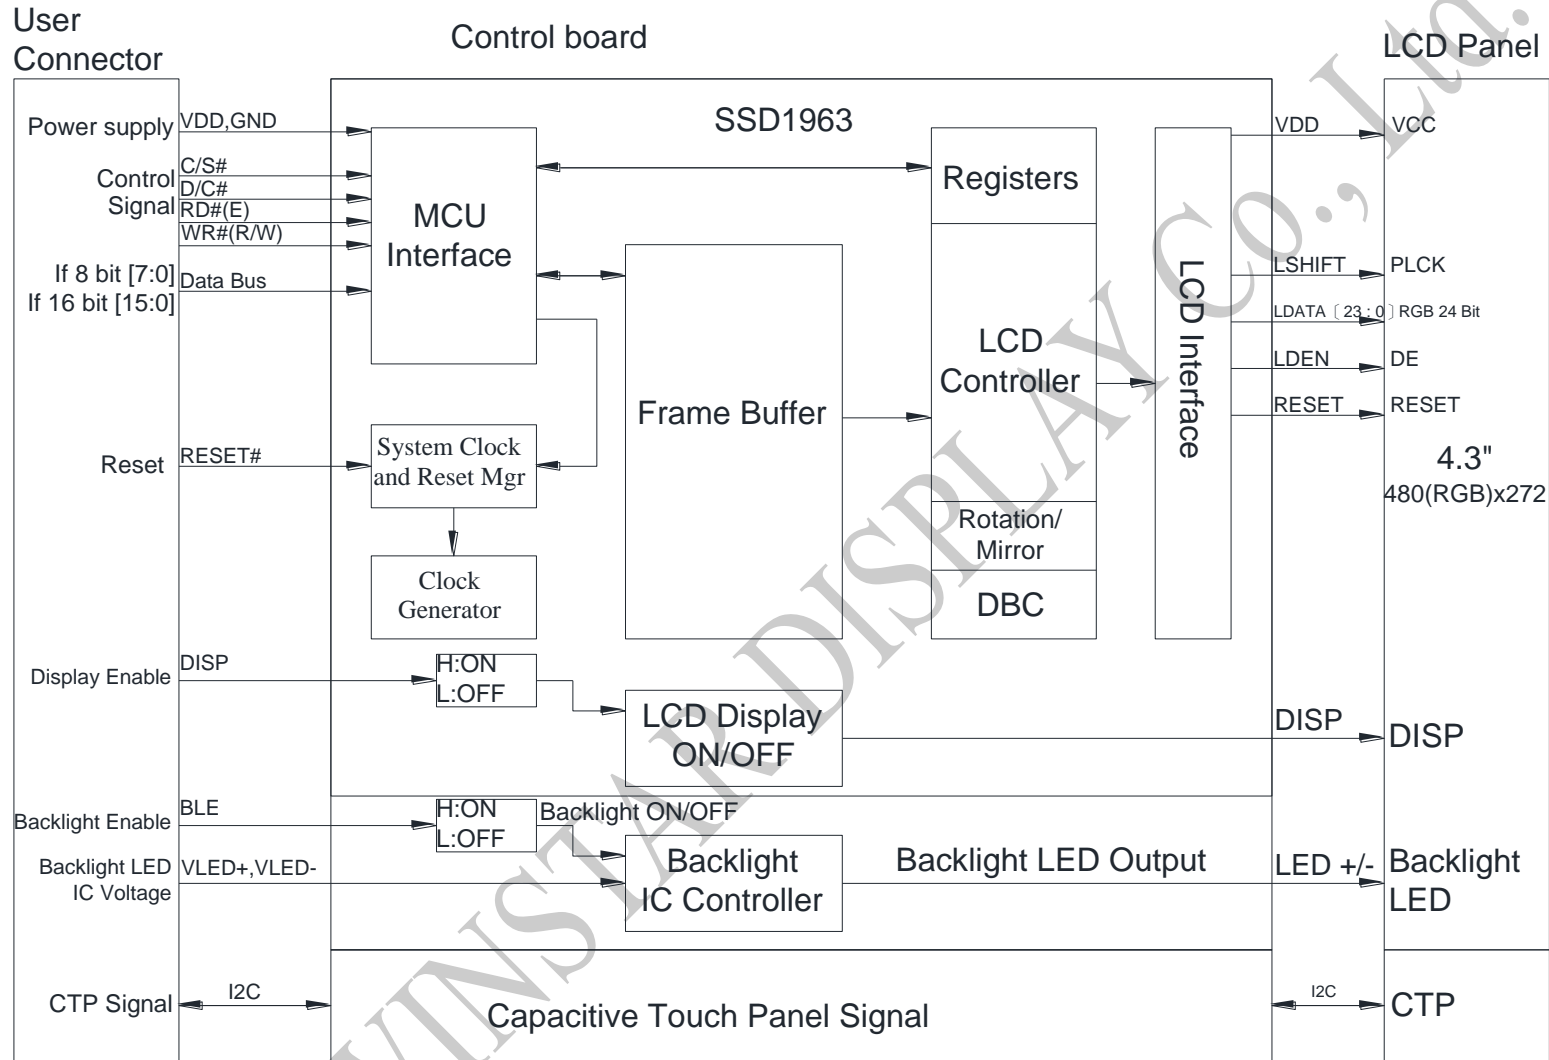 User
Connector
Control board
LCD Panel
SSD1963
Power supply
VDD,GND
Control
Signal
C/S#
D/C#
RD#(E)
WR#(R/W)
If 8 bit [7:0]
If 16 bit [15:0]
Data Bus
MCU
Interface
Registers
LCD
Controller
Frame Buffer
LCD Interface
Rotation/
Mirror
DBC
Reset
RESET#
System Clock
and Reset Mgr
Clock
Generator
VDD
VCC
LSHIFT
PLCK
LDATA〔23:0〕RGB 24 Bit
LDEN
DE
RESET
RESET
4.3"
480(RGB)x272
Display Enable
DISP
H:ON
L:OFF
LCD Display
ON/OFF
DISP
DISP
Backlight Enable
BLE
H:ON
L:OFF
Backlight ON/OFF
Backlight LED
IC Voltage
VLED+,VLED-
Backlight
IC Controller
Backlight LED Output
LED +/-
Backlight
LED
CTP Signal
I2C
Capacitive Touch Panel Signal
I2C
CTP
WINSTAR DISPLAY Co., Ltd.